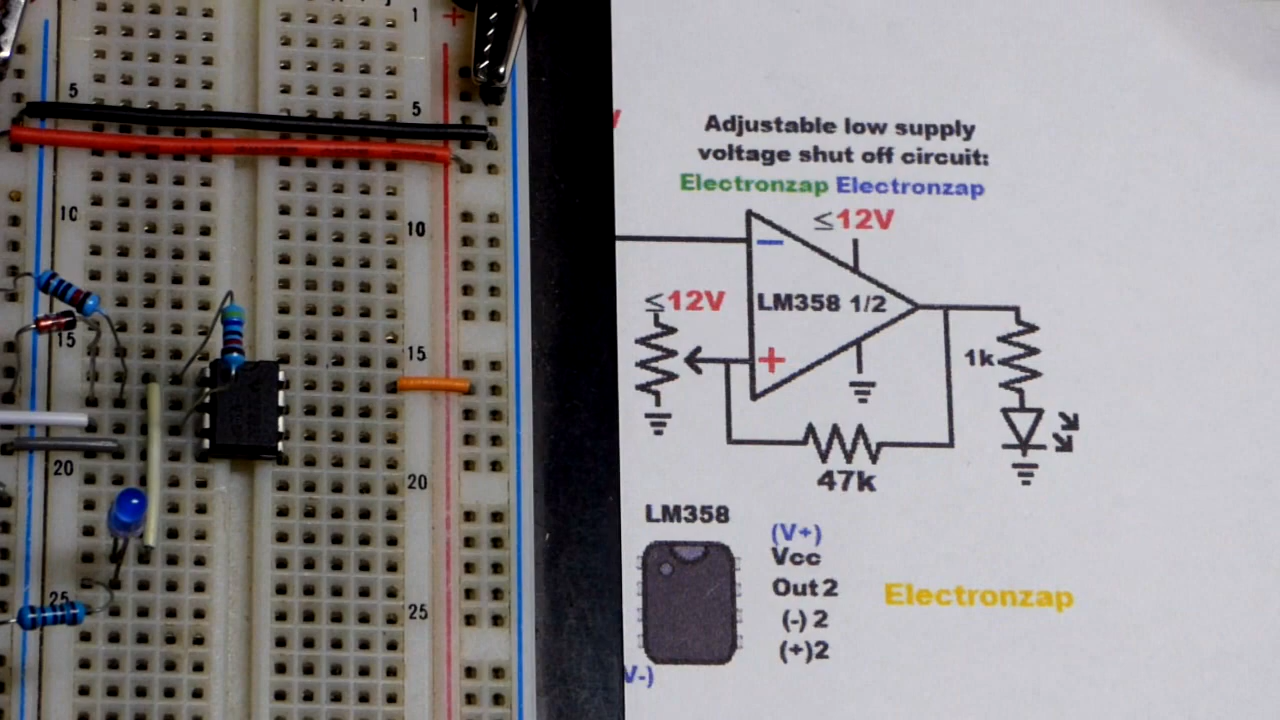 1
+
5
5
10
10
15
15
20
20
25
25
Adjustable low supply
voltage shut off circuit:
Electronzap Electronzap
≤12V
−
LM358 1/2
≤12V
+
1k
47k
LM358
(V+)
Vcc
Out 2
(-) 2
(+)2
V-)
Electronzap